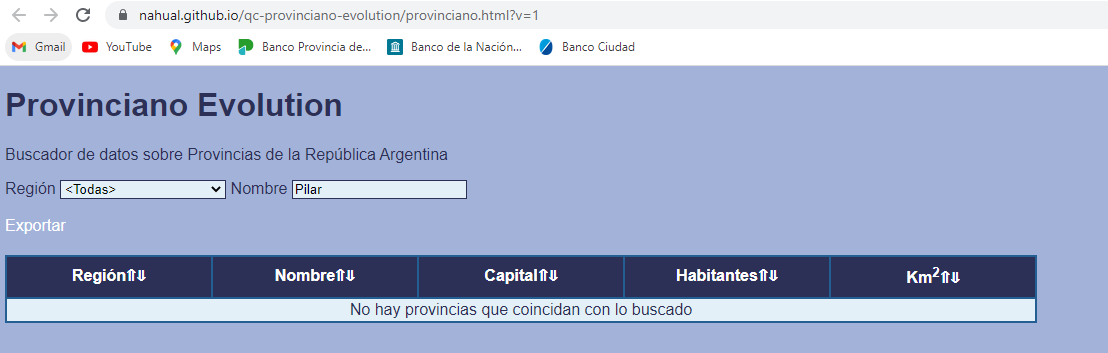 nahual.github.io/qc-provinciano-evolution/provinciano.html?v=1
Gmail YouTube Maps Banco Provincia de... Banco de la Nación... Banco Ciudad
Provinciano Evolution
Buscador de datos sobre Provincias de la República Argentina
Región <Todas> Nombre Pilar
Exportar
Región⇑⇓ Nombre⇑⇓ Capital⇑⇓ Habitantes⇑⇓ Km²⇑⇓
No hay provincias que coincidan con lo buscado